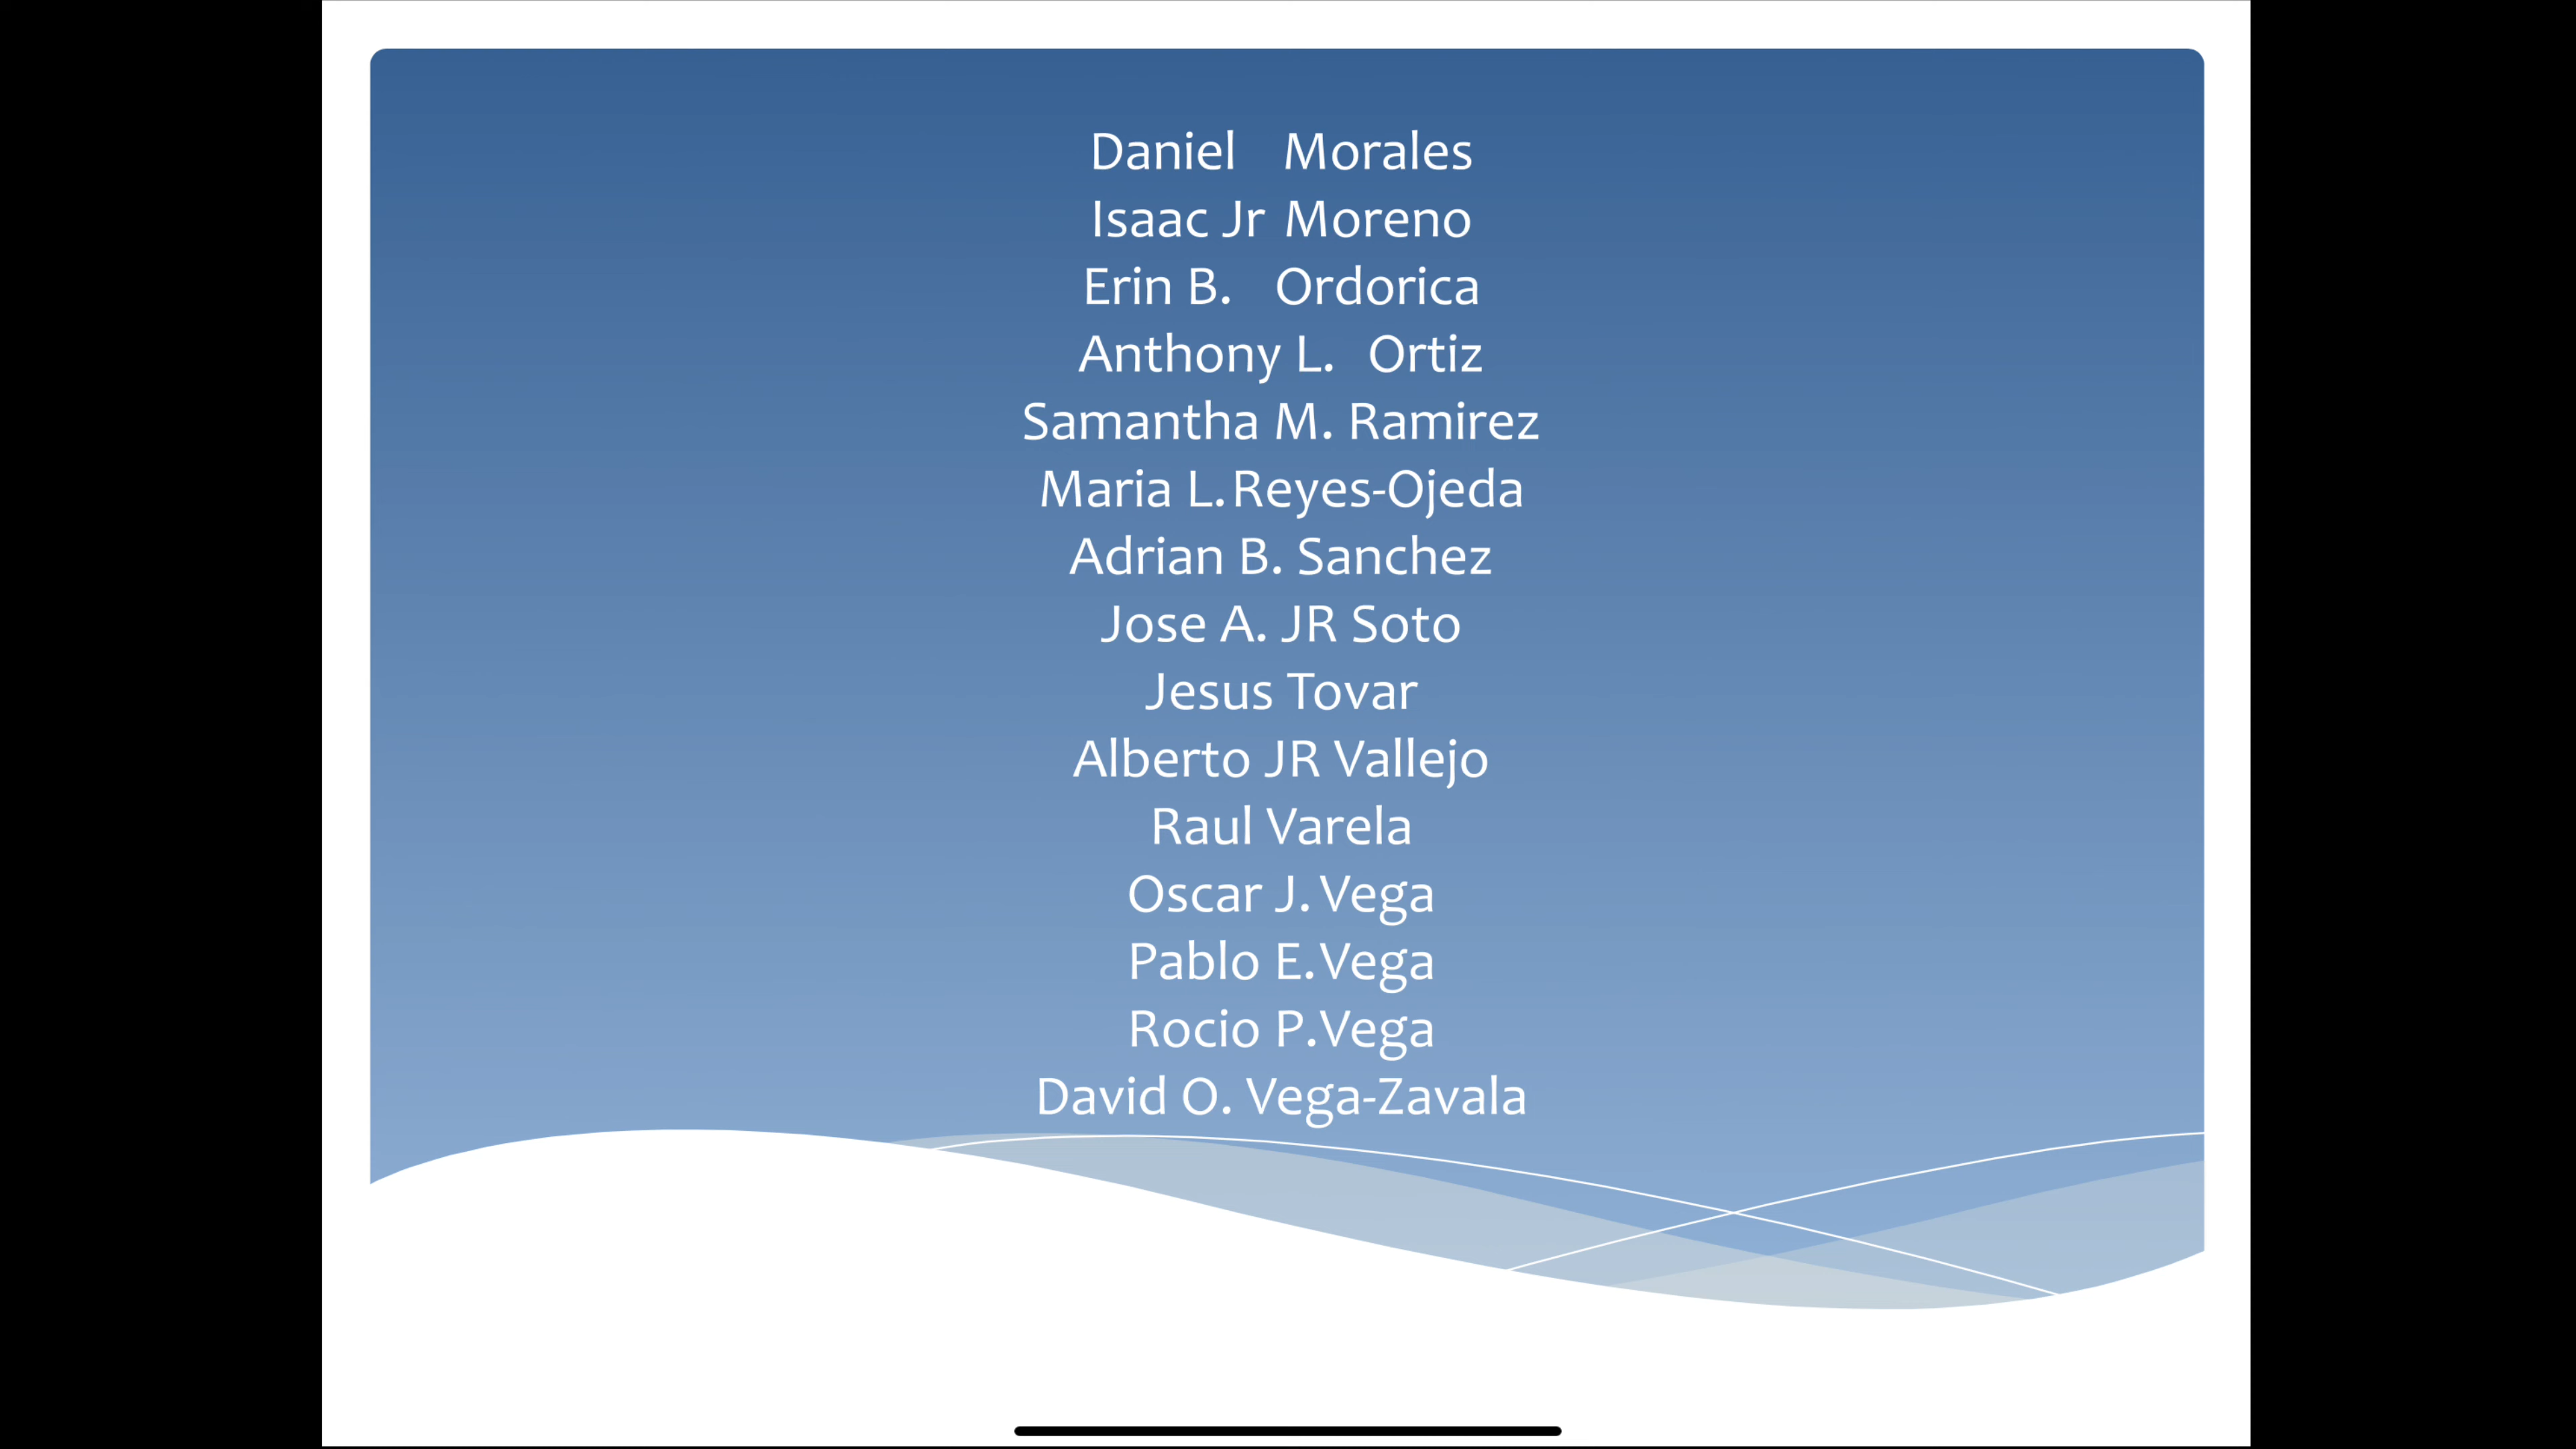 Daniel Morales
Isaac Jr Moreno
Erin B. Ordorica
Anthony L. Ortiz
Samantha M. Ramirez
Maria L. Reyes-Ojeda
Adrian B. Sanchez
Jose A. JR Soto
Jesus Tovar
Alberto JR Vallejo
Raul Varela
Oscar J. Vega
Pablo E. Vega
Rocio P. Vega
David O. Vega-Zavala